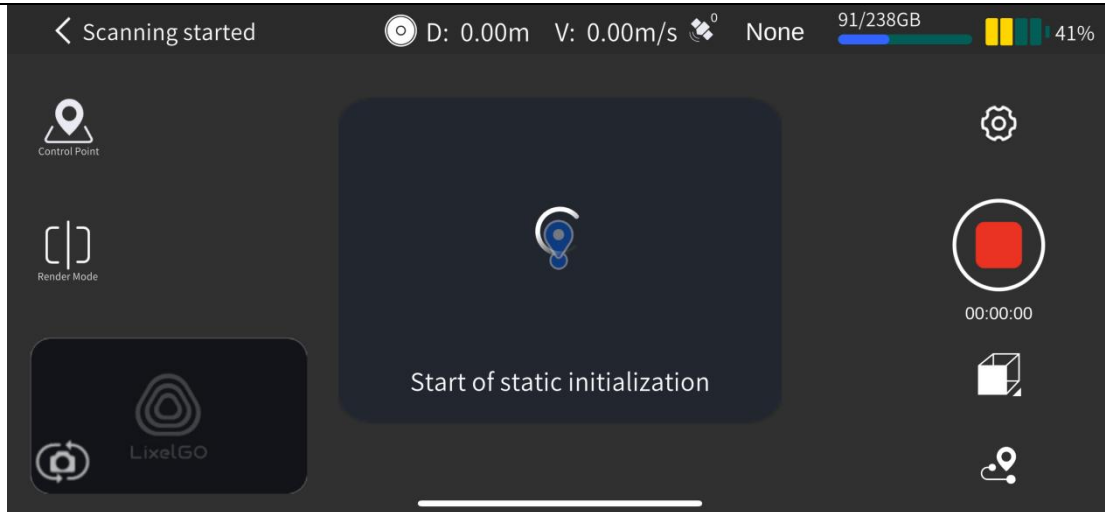 Scanning started
D: 0.00m V: 0.00m/s 0 None 91/238GB 41%
Control Point
Render Mode
00:00:00
Start of static initialization
LixelGO